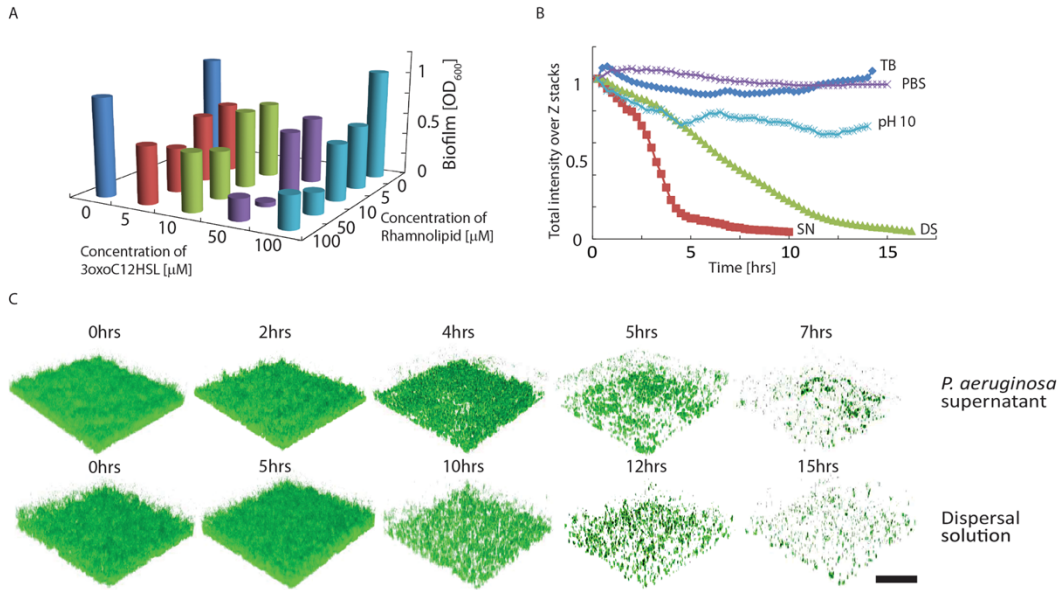 A
Biofilm [OD600]
1
0.5
0
0
5
10
50
100
Concentration of
3oxoC12HSL [µM]
0
5
10
50
100
Concentration of
Rhamnolipid [µM]
B
Total intensity over Z stacks
1
0.5
0
0
5
10
15
Time [hrs]
TB
PBS
pH 10
SN
DS
C
0hrs 2hrs 4hrs 5hrs 7hrs
P. aeruginosa
supernatant
0hrs 5hrs 10hrs 12hrs 15hrs
Dispersal
solution